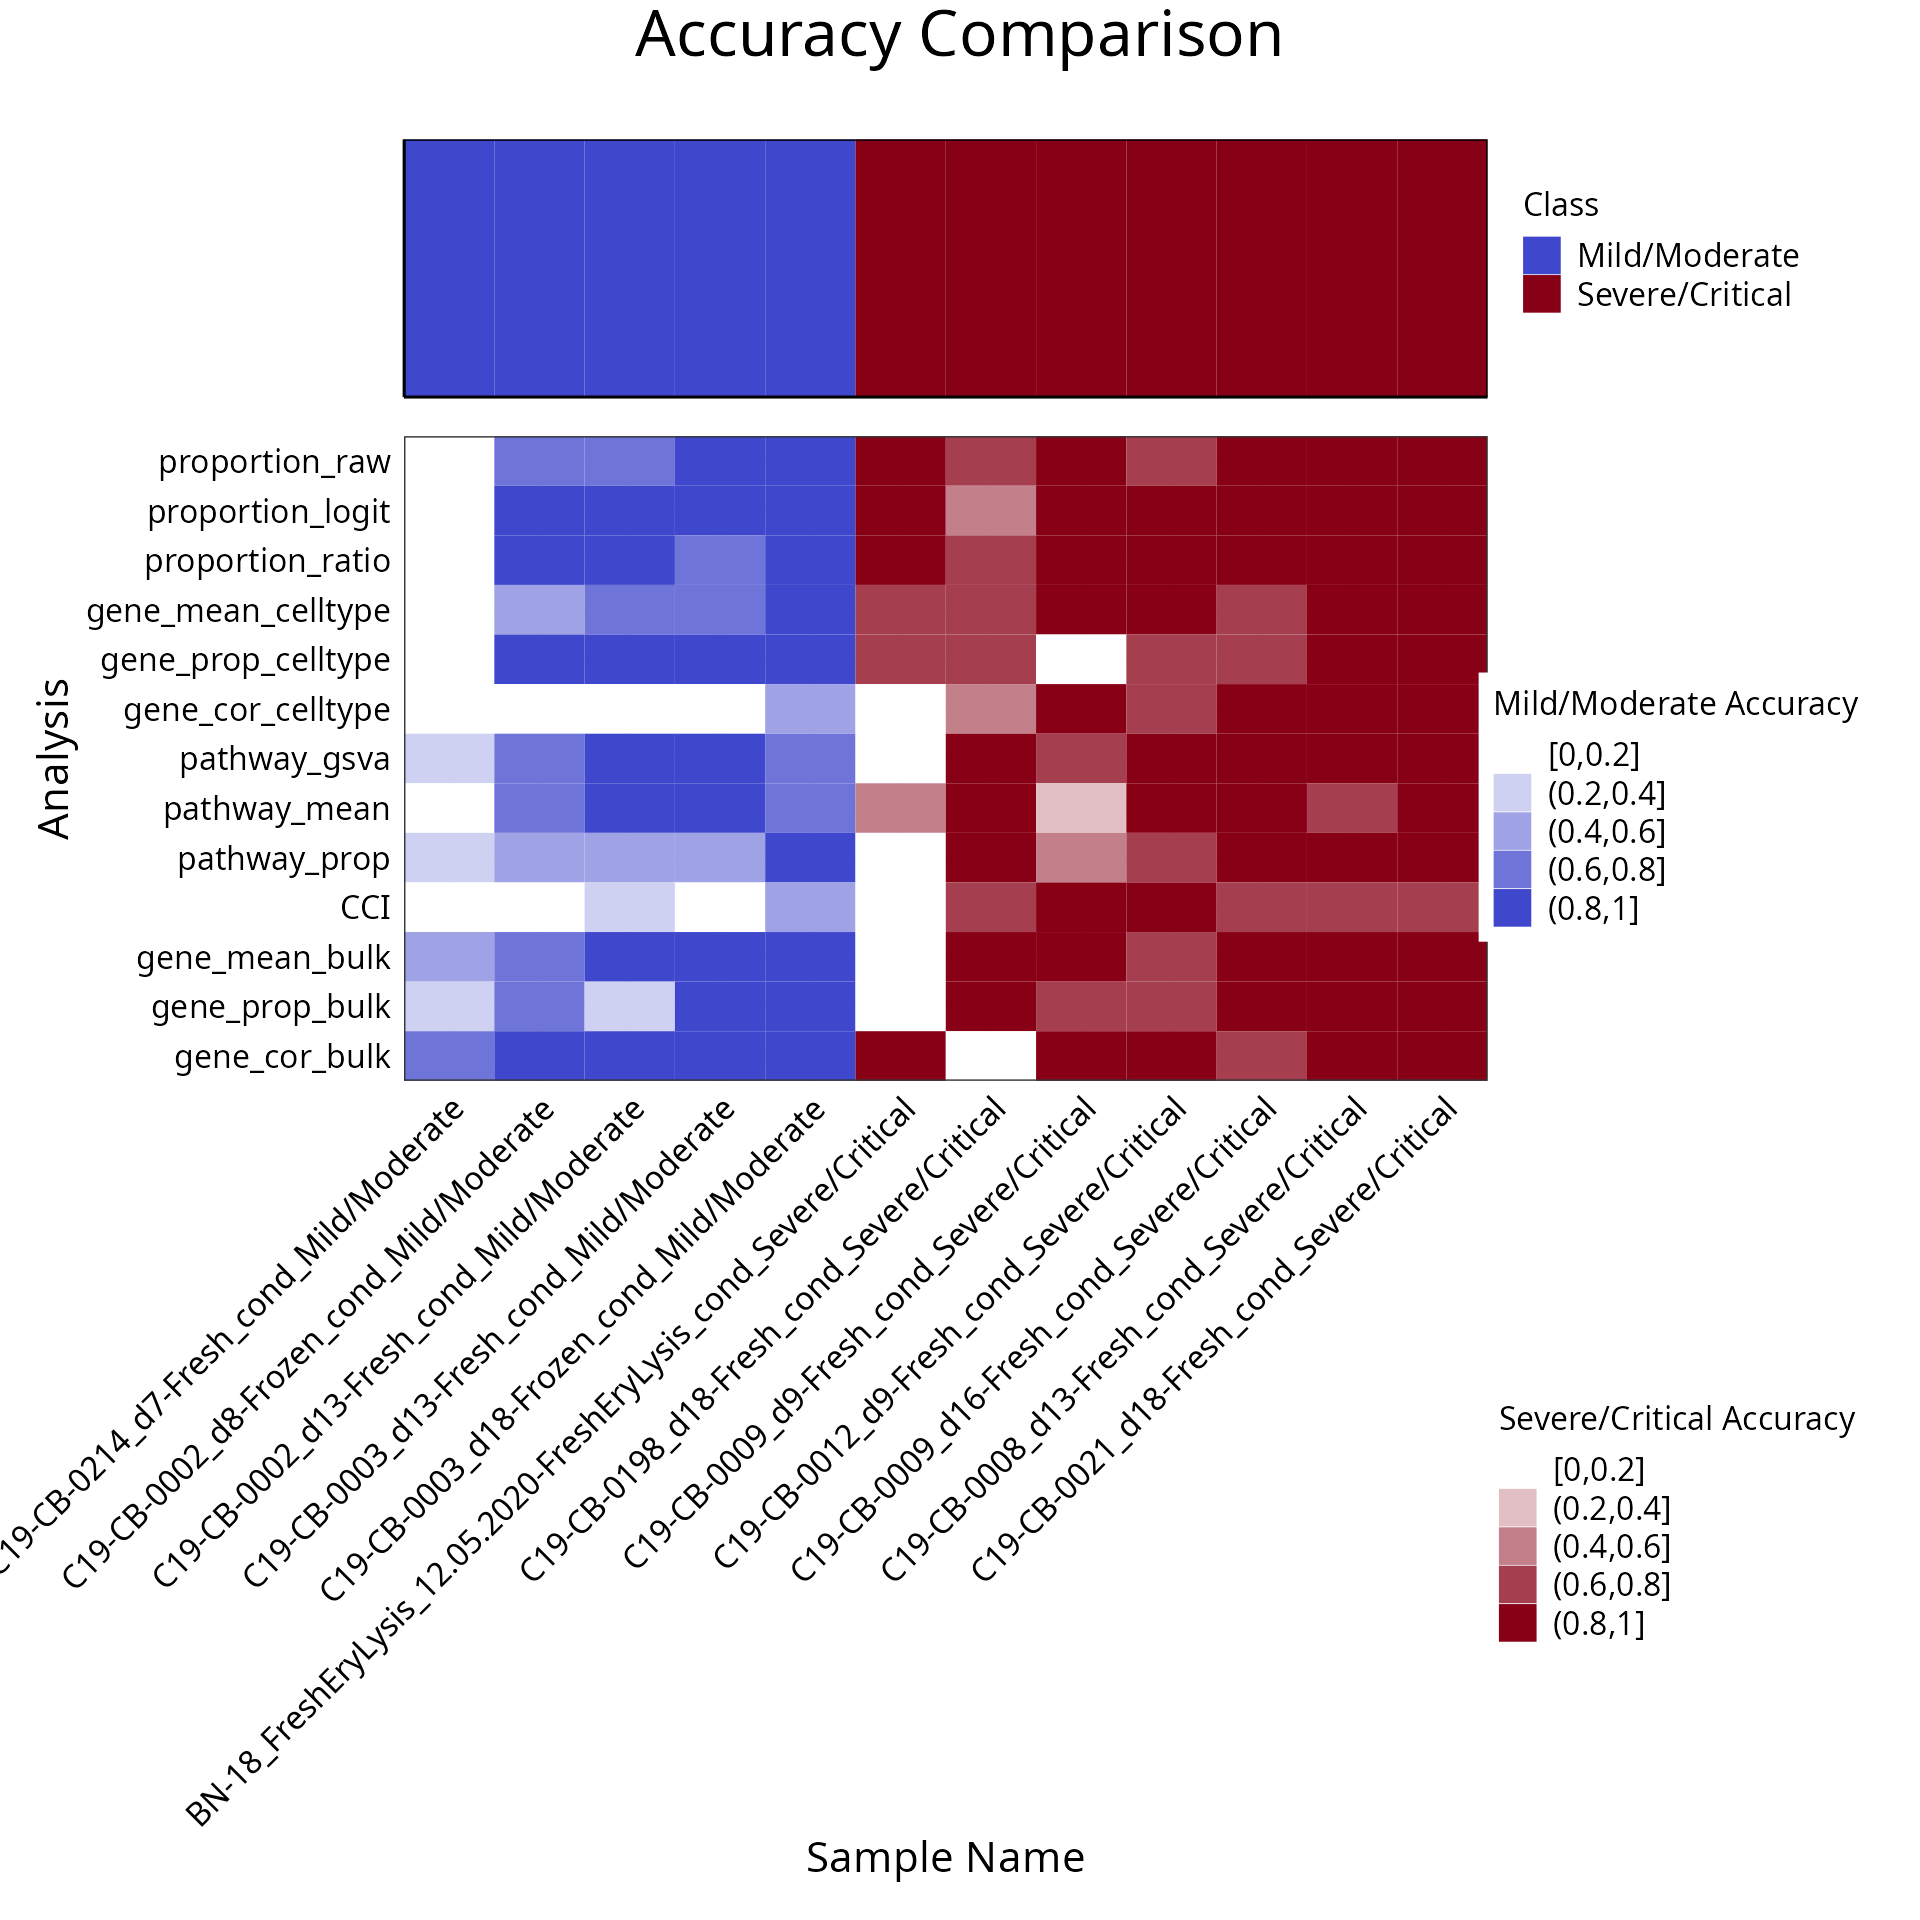 Accuracy Comparison
Class
Mild/Moderate
Severe/Critical
Analysis
proportion_raw
proportion_logit
proportion_ratio
gene_mean_celltype
gene_prop_celltype
gene_cor_celltype
pathway_gsva
pathway_mean
pathway_prop
CCI
gene_mean_bulk
gene_prop_bulk
gene_cor_bulk
Mild/Moderate Accuracy
[0,0.2]
(0.2,0.4]
(0.4,0.6]
(0.6,0.8]
(0.8,1]
C19-CB-0214_d7-Fresh_cond_Mild/Moderate
C19-CB-0002_d8-Frozen_cond_Mild/Moderate
C19-CB-0002_d13-Fresh_cond_Mild/Moderate
C19-CB-0003_d13-Fresh_cond_Mild/Moderate
C19-CB-0003_d18-Frozen_cond_Mild/Moderate
BN-18_FreshEryLysis_12.05.2020-FreshEryLysis_cond_Severe/Critical
C19-CB-0198_d18-Fresh_cond_Severe/Critical
C19-CB-0009_d9-Fresh_cond_Severe/Critical
C19-CB-0012_d9-Fresh_cond_Severe/Critical
C19-CB-0009_d16-Fresh_cond_Severe/Critical
C19-CB-0008_d13-Fresh_cond_Severe/Critical
C19-CB-0021_d18-Fresh_cond_Severe/Critical
Severe/Critical Accuracy
[0,0.2]
(0.2,0.4]
(0.4,0.6]
(0.6,0.8]
(0.8,1]
Sample Name